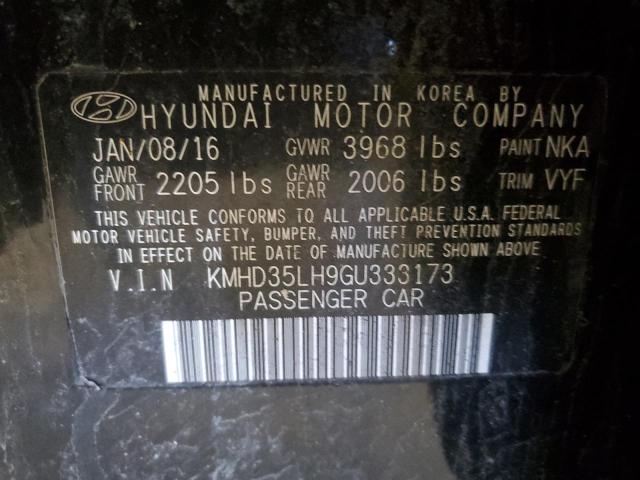 MANUFACTURED IN KOREA BY
HYUNDAI MOTOR COMPANY
JAN/08/16 GVWR 3968 lbs PAINT NKA
GAWR FRONT 2205 lbs GAWR REAR 2006 lbs TRIM VYF
THIS VEHICLE CONFORMS TO ALL APPLICABLE U.S.A. FEDERAL
MOTOR VEHICLE SAFETY, BUMPER, AND THEFT PREVENTION STANDARDS
IN EFFECT ON THE DATE OF MANUFACTURE SHOWN ABOVE
V.I.N KMHD35LH9GU333173
PASSENGER CAR